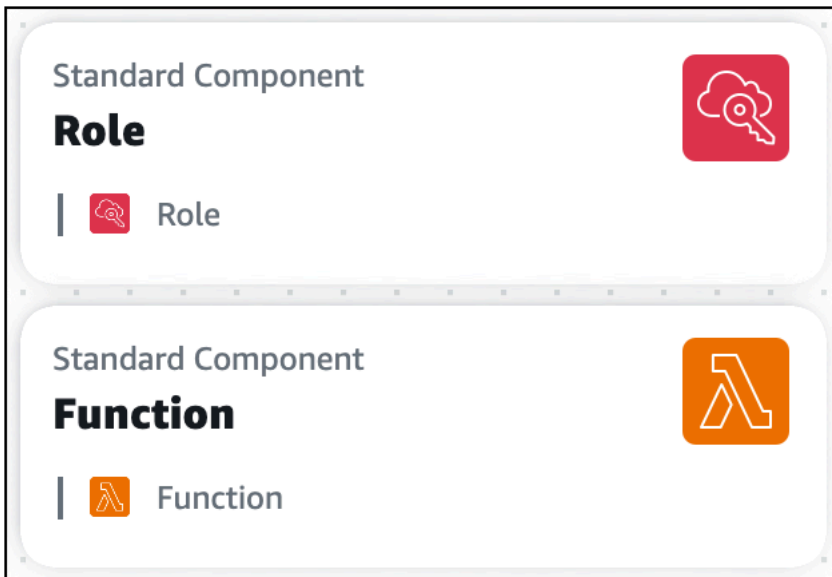 Standard Component
Role
Role
Standard Component
Function
Function